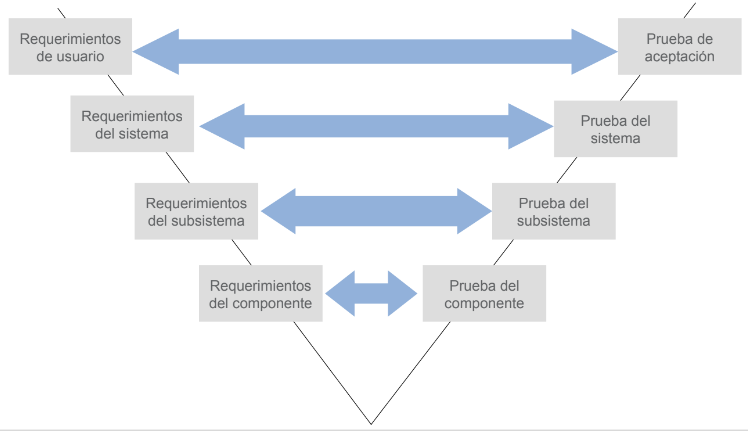 Requerimientos
de usuario
Prueba de
aceptación
Requerimientos
del sistema
Prueba del
sistema
Requerimientos
del subsistema
Prueba del
subsistema
Requerimientos
del componente
Prueba del
componente